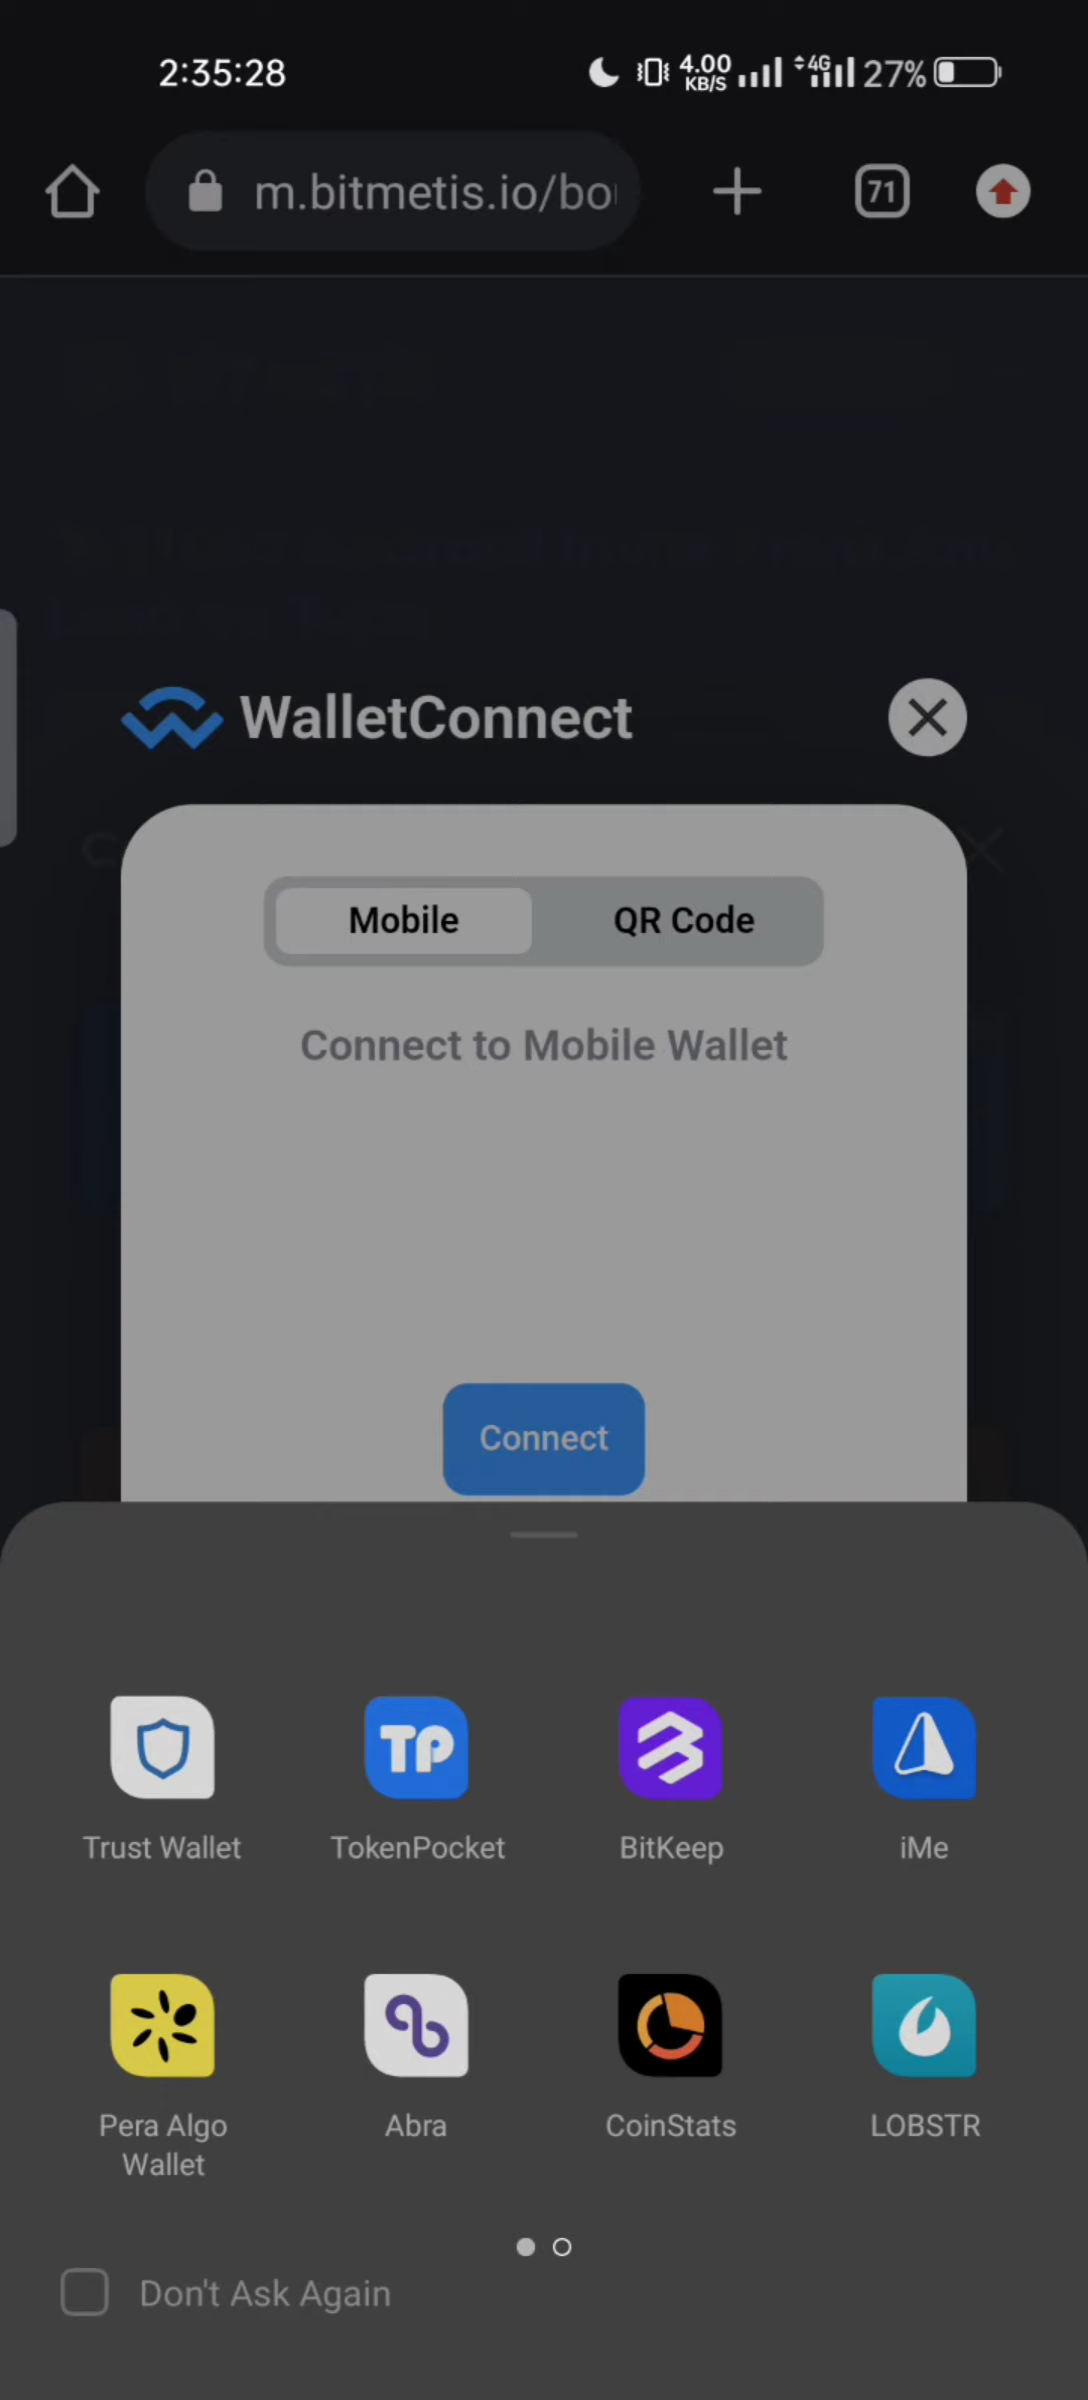 2:35:28
4.00
KB/S
4G
27%
m.bitmetis.io/bo
71
WalletConnect
Mobile
QR Code
Connect to Mobile Wallet
Connect
Trust Wallet
TP
TokenPocket
BitKeep
iMe
Pera Algo
Wallet
Abra
CoinStats
LOBSTR
Don't Ask Again